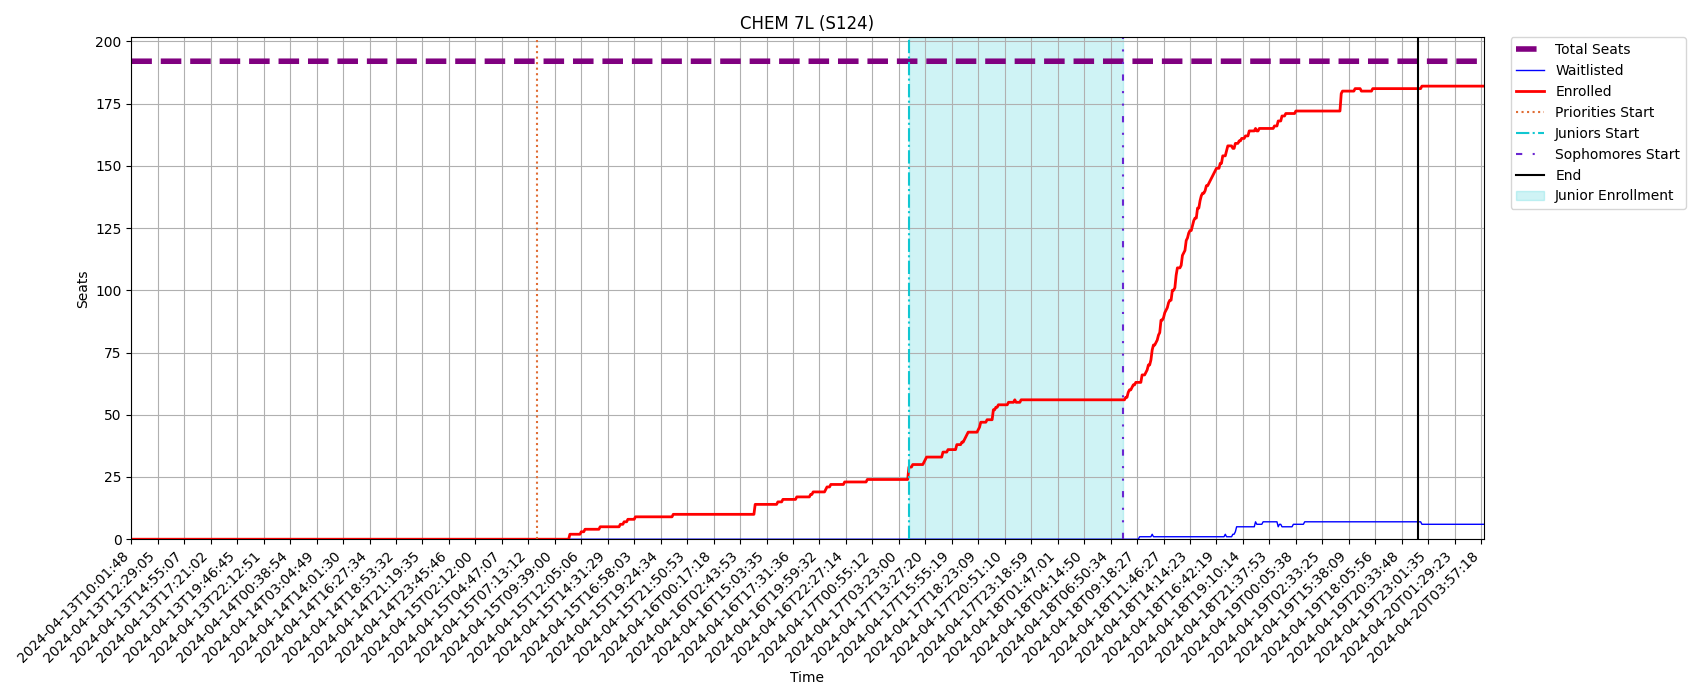 CHEM 7L (S124)
200
175
150
125
100
75
50
25
0
Seats
2024-04-13T10:01:48
2024-04-13T12:29:05
2024-04-13T14:55:07
2024-04-13T17:21:02
2024-04-13T19:46:45
2024-04-13T22:12:51
2024-04-14T00:38:54
2024-04-14T03:04:49
2024-04-14T14:01:30
2024-04-14T16:27:34
2024-04-14T18:53:32
2024-04-14T21:19:35
2024-04-14T23:45:46
2024-04-15T02:12:00
2024-04-15T04:47:07
2024-04-15T07:13:12
2024-04-15T09:39:00
2024-04-15T12:05:06
2024-04-15T14:31:29
2024-04-15T16:58:03
2024-04-15T19:24:34
2024-04-15T21:50:53
2024-04-16T00:17:18
2024-04-16T02:43:53
2024-04-16T15:03:35
2024-04-16T17:31:36
2024-04-16T19:59:32
2024-04-16T22:27:14
2024-04-17T00:55:12
2024-04-17T03:23:00
2024-04-17T13:27:20
2024-04-17T15:55:19
2024-04-17T18:23:09
2024-04-17T20:51:10
2024-04-17T23:18:59
2024-04-18T01:47:01
2024-04-18T04:14:50
2024-04-18T06:50:34
2024-04-18T09:18:27
2024-04-18T11:46:27
2024-04-18T14:14:23
2024-04-18T16:42:19
2024-04-18T19:10:14
2024-04-18T21:37:53
2024-04-19T00:05:38
2024-04-19T02:33:25
2024-04-19T15:38:09
2024-04-19T18:05:56
2024-04-19T20:33:48
2024-04-19T23:01:35
2024-04-20T01:29:23
2024-04-20T03:57:18
Time
Total Seats
Waitlisted
Enrolled
Priorities Start
Juniors Start
Sophomores Start
End
Junior Enrollment